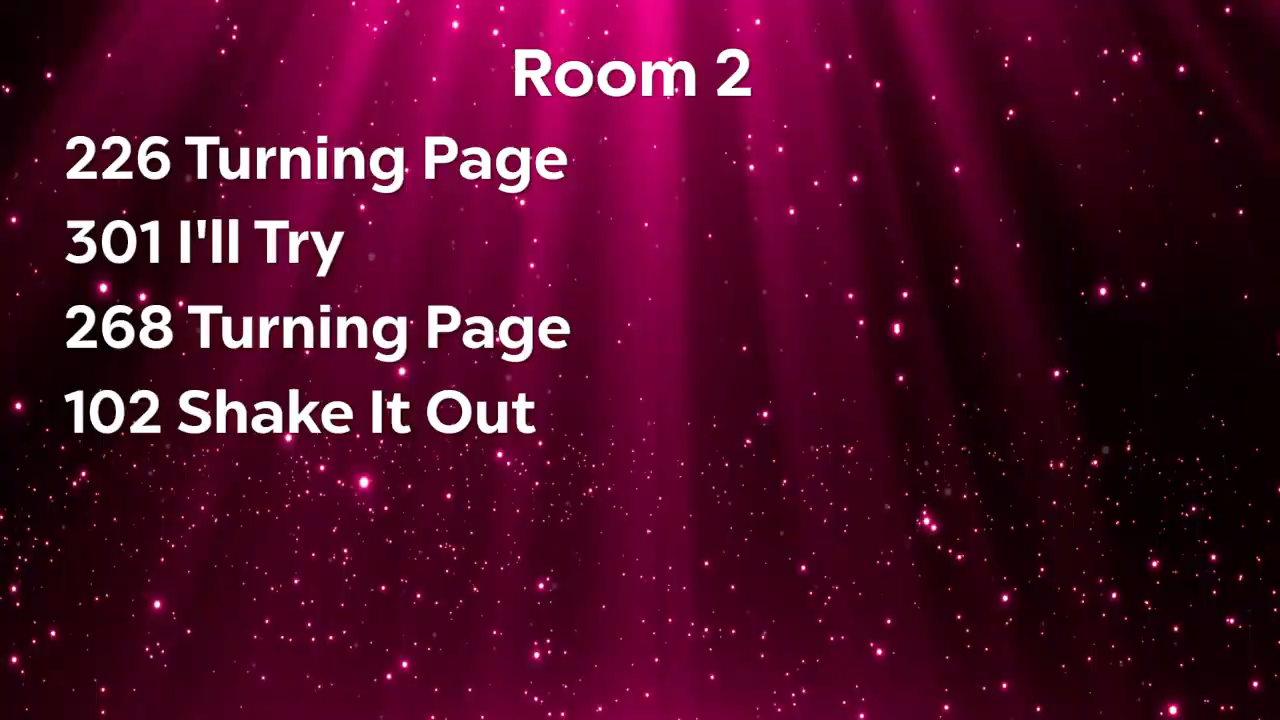 Room 2
226 Turning Page
301 I'll Try
268 Turning Page
102 Shake It Out